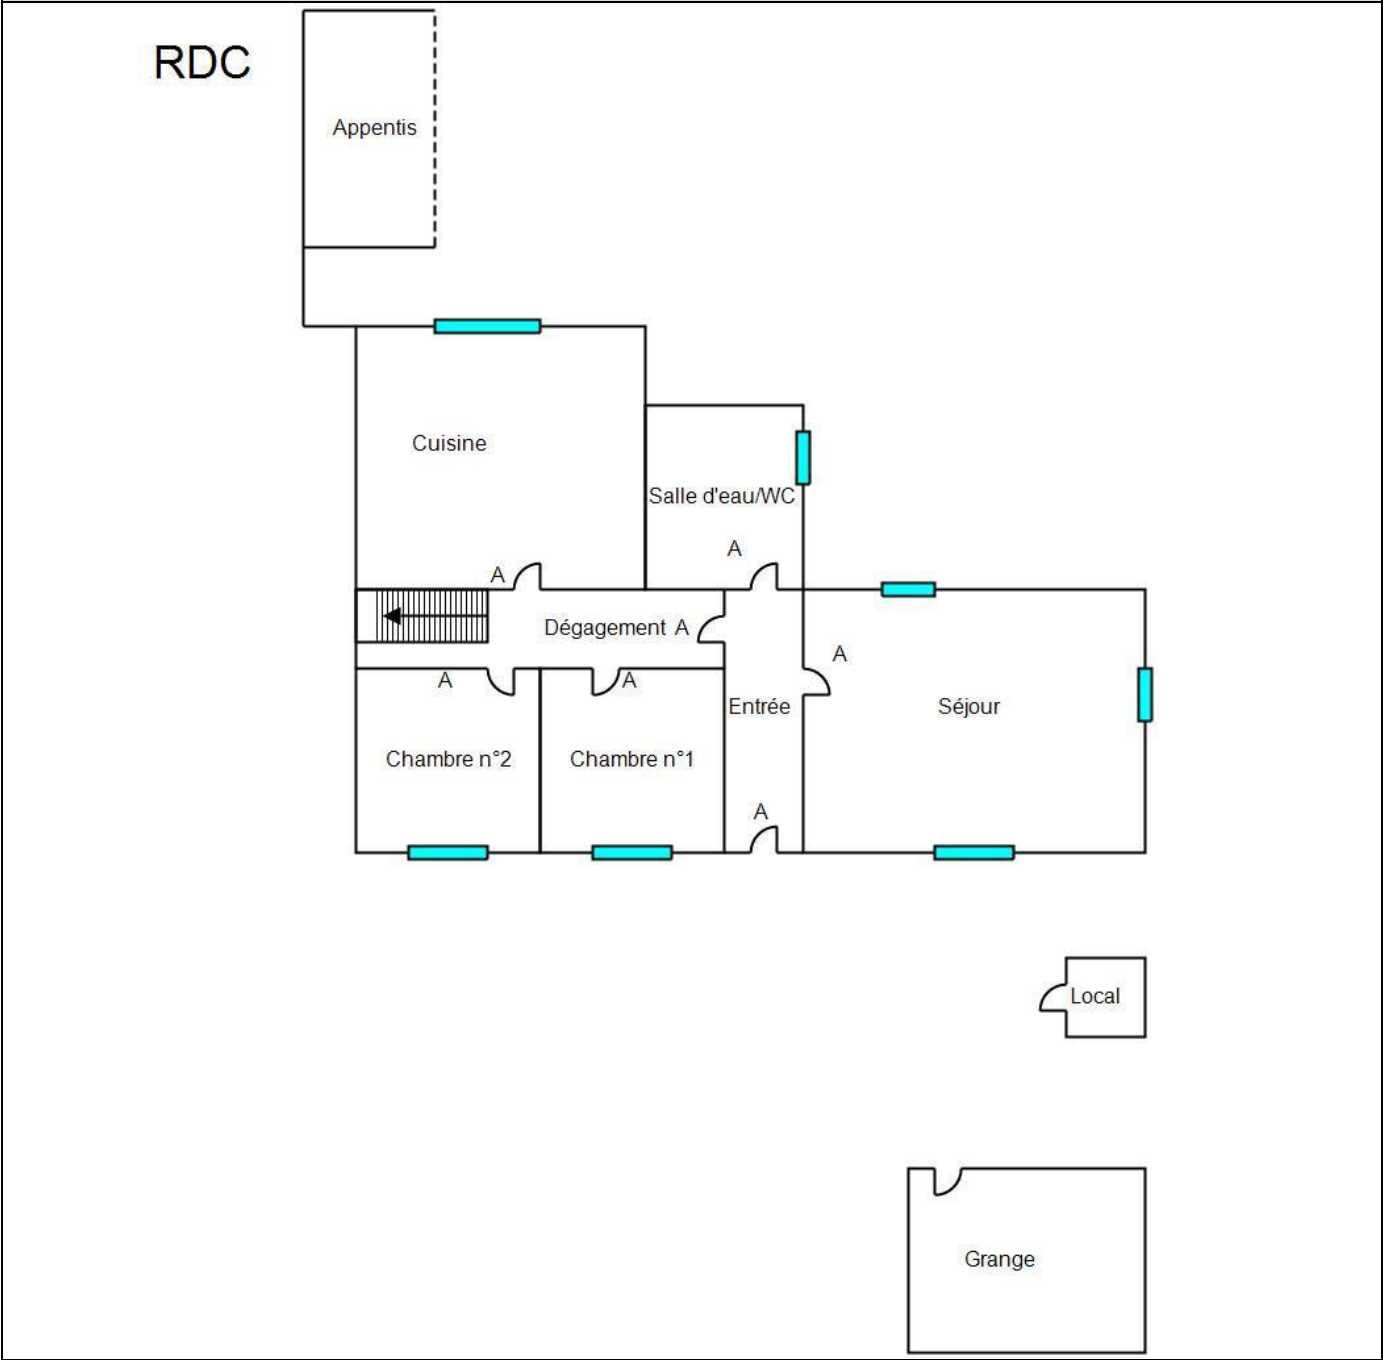 RDC
Appentis
Cuisine
Salle d'eau/WC
A
A
Dégagement A
A
A
A
Entrée
Séjour
Chambre n°2
Chambre n°1
A
Local
Grange